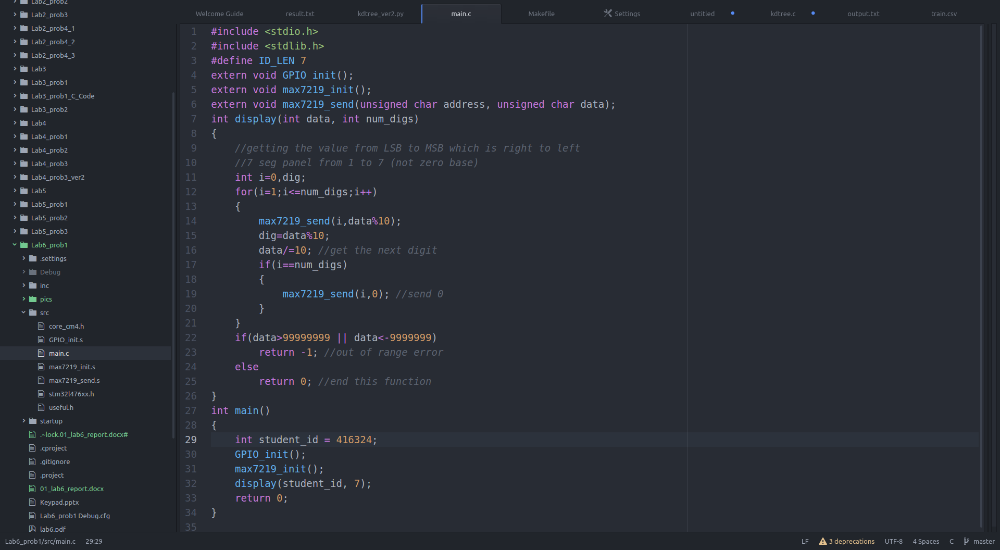 Lab2_prob2
Lab2_prob3
Lab2_prob4_1
Lab2_prob4_2
Lab2_prob4_3
Lab3
Lab3_prob1
Lab3_prob1_C_Code
Lab3_prob2
Lab4
Lab4_prob1
Lab4_prob2
Lab4_prob3
Lab4_prob3_ver2
Lab5
Lab5_prob1
Lab5_prob2
Lab5_prob3
Lab6_prob1
.settings
Debug
inc
pics
src
core_cm4.h
GPIO_init.s
main.c
max7219_init.s
max7219_send.s
stm32l476xx.h
useful.h
startup
.~lock.01_lab6_report.docx#
.cproject
.gitignore
.project
01_lab6_report.docx
Keypad.pptx
Lab6_prob1 Debug.cfg
lab6.pdf
Welcome Guide result.txt kdtree_ver2.py main.c Makefile Settings untitled kdtree.c output.txt train.csv
1 #include <stdio.h>
2 #include <stdlib.h>
3 #define ID_LEN 7
4 extern void GPIO_init();
5 extern void max7219_init();
6 extern void max7219_send(unsigned char address, unsigned char data);
7 int display(int data, int num_digs)
8 {
9 //getting the value from LSB to MSB which is right to left
10 //7 seg panel from 1 to 7 (not zero base)
11 int i=0,dig;
12 for(i=1;i<=num_digs;i++)
13 {
14 max7219_send(i,data%10);
15 dig=data%10;
16 data/=10; //get the next digit
17 if(i==num_digs)
18 {
19 max7219_send(i,0); //send 0
20 }
21 }
22 if(data>99999999 || data<-9999999)
23 return -1; //out of range error
24 else
25 return 0; //end this function
26 }
27 int main()
28 {
29 int student_id = 416324;
30 GPIO_init();
31 max7219_init();
32 display(student_id, 7);
33 return 0;
34 }
35
Lab6_prob1/src/main.c 29:29 LF 3 deprecations UTF-8 4 Spaces C master